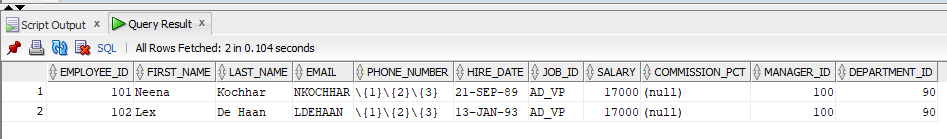 Script Output × Query Result ×
SQL | All Rows Fetched: 2 in 0.104 seconds
EMPLOYEE_ID FIRST_NAME LAST_NAME EMAIL PHONE_NUMBER HIRE_DATE JOB_ID SALARY COMMISSION_PCT MANAGER_ID DEPARTMENT_ID
1 101 Neena Kochhar NKOCHHAR \{1}\{2}\{3} 21-SEP-89 AD_VP 17000 (null) 100 90
2 102 Lex De Haan LDEHAAN \{1}\{2}\{3} 13-JAN-93 AD_VP 17000 (null) 100 90